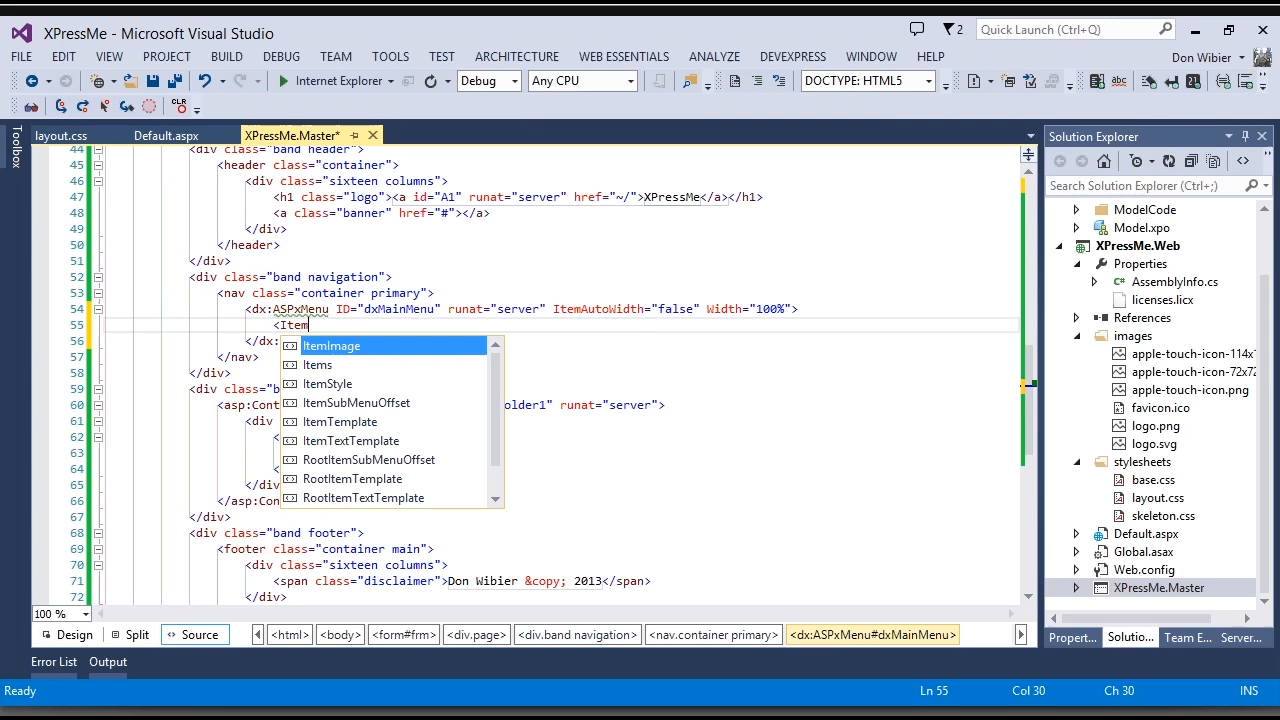 XPressMe - Microsoft Visual Studio
2
Quick Launch (Ctrl+Q)
FILE EDIT VIEW PROJECT BUILD DEBUG TEAM TOOLS TEST ARCHITECTURE WEB ESSENTIALS ANALYZE DEVEXPRESS WINDOW HELP
Don Wibier
Internet Explorer
Debug
Any CPU
DOCTYPE: HTML5
abc
CLR
Toolbox
layout.css
Default.aspx
XPressMe.Master*
44 <div class="band header">
45 <header class="container">
46 <div class="sixteen columns">
47 <h1 class="logo"><a id="A1" runat="server" href="~/">XPressMe</a></h1>
48 <a class="banner" href="#"></a>
49 </div>
50 </header>
51 </div>
52 <div class="band navigation">
53 <nav class="container primary">
54 <dx:ASPxMenu ID="dxMainMenu" runat="server" ItemAutoWidth="false" Width="100%">
55 <Item
56 </dx:
57 </nav>
58 </div>
59 <div class="b
60 <asp:Cont older1" runat="server">
61 <div
62 <
63
64 <
65 </div
66 </asp:Con
67 </div>
68 <div class="band footer">
69 <footer class="container main">
70 <div class="sixteen columns">
71 <span class="disclaimer">Don Wibier &copy; 2013</span>
72 </div>
ItemImage
Items
ItemStyle
ItemSubMenuOffset
ItemTemplate
ItemTextTemplate
RootItemSubMenuOffset
RootItemTemplate
RootItemTextTemplate
100 %
Design
Split
Source
<html> <body> <form#frm> <div.page> <div.band navigation> <nav.container primary> <dx:ASPxMenu#dxMainMenu>
Solution Explorer
Search Solution Explorer (Ctrl+;)
ModelCode
Model.xpo
XPressMe.Web
Properties
C# AssemblyInfo.cs
licenses.licx
References
images
apple-touch-icon-114x1
apple-touch-icon-72x72
apple-touch-icon.png
favicon.ico
logo.png
logo.svg
stylesheets
base.css
layout.css
skeleton.css
Default.aspx
Global.asax
Web.config
XPressMe.Master
Propert... Solutio... Team E... Server...
Error List
Output
Ready
Ln 55
Col 30
Ch 30
INS